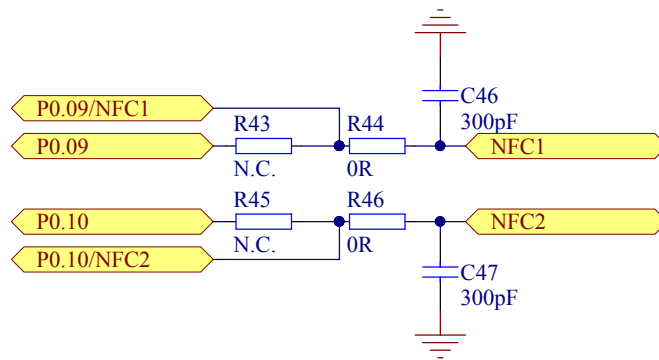 C46
300pF
P0.09/NFC1
R43
R44
P0.09
NFC1
N.C.
0R
R45
R46
P0.10
NFC2
N.C.
0R
P0.10/NFC2
C47
300pF